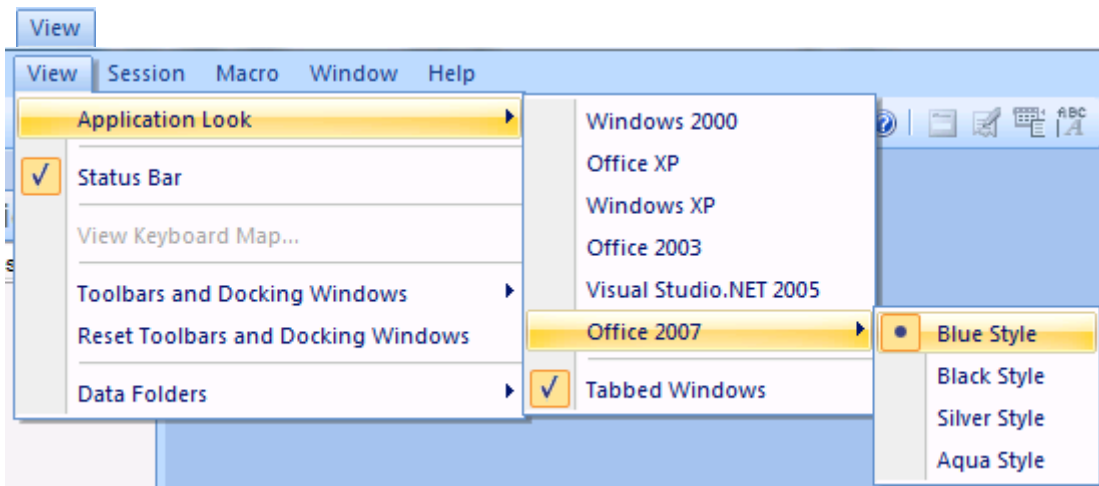 View
View Session Macro Window Help
Application Look
Status Bar
View Keyboard Map...
Toolbars and Docking Windows
Reset Toolbars and Docking Windows
Data Folders
Windows 2000
Office XP
Windows XP
Office 2003
Visual Studio.NET 2005
Office 2007
Tabbed Windows
Blue Style
Black Style
Silver Style
Aqua Style
ABC
A